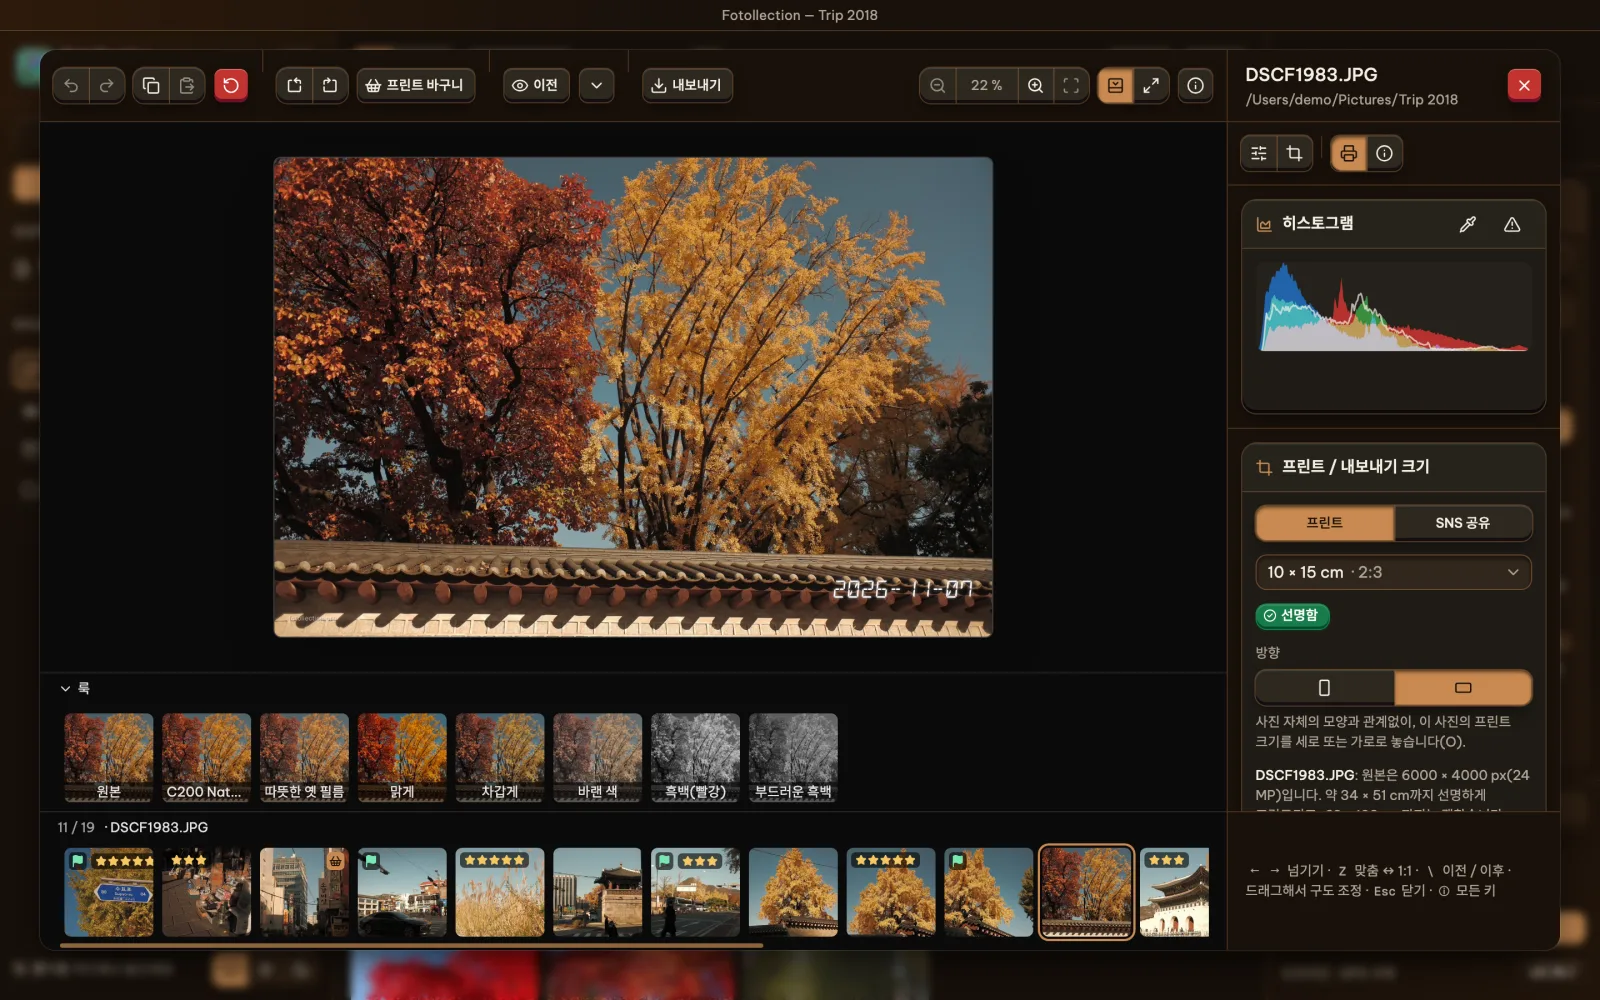 Fotollection — Trip 2018
프린트 바구니
이전
내보내기
22 %
DSCF1983.JPG
/Users/demo/Pictures/Trip 2018
히스토그램
2026-11-07
프린트 / 내보내기 크기
프린트
SNS 공유
10 × 15 cm · 2:3
선명함
방향
사진 자체의 모양과 관계없이, 이 사진의 프린트
크기를 세로 또는 가로로 놓습니다(O).
DSCF1983.JPG: 원본은 6000 × 4000 px(24
MP)입니다. 약 34 × 51 cm까지 선명하게
룩
원본
C200 Nat...
따뜻한 옛 필름
맑게
차갑게
바랜 색
흑백(빨강)
부드러운 흑백
11 / 19 · DSCF1983.JPG
← → 넘기기 · Z 맞춤 ↔ 1:1 · \ 이전 / 이후 ·
드래그해서 구도 조정 · Esc 닫기 · ⓘ 모든 키